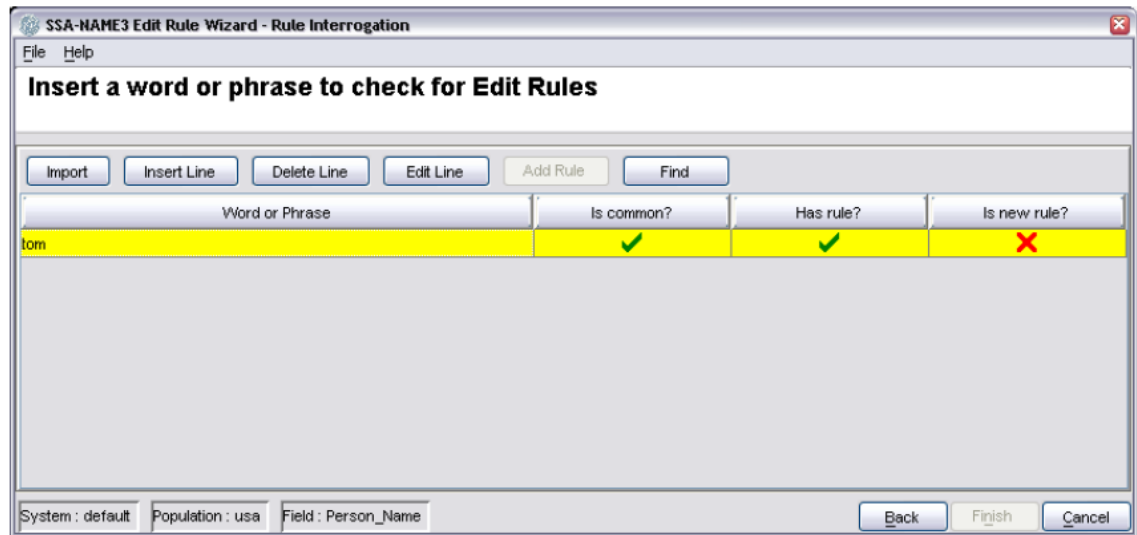 SSA-NAME3 Edit Rule Wizard - Rule Interrogation
File Help
Insert a word or phrase to check for Edit Rules
Import Insert Line Delete Line Edit Line Add Rule Find
Word or Phrase Is common? Has rule? Is new rule?
tom
System : default Population : usa Field : Person_Name Back Finish Cancel